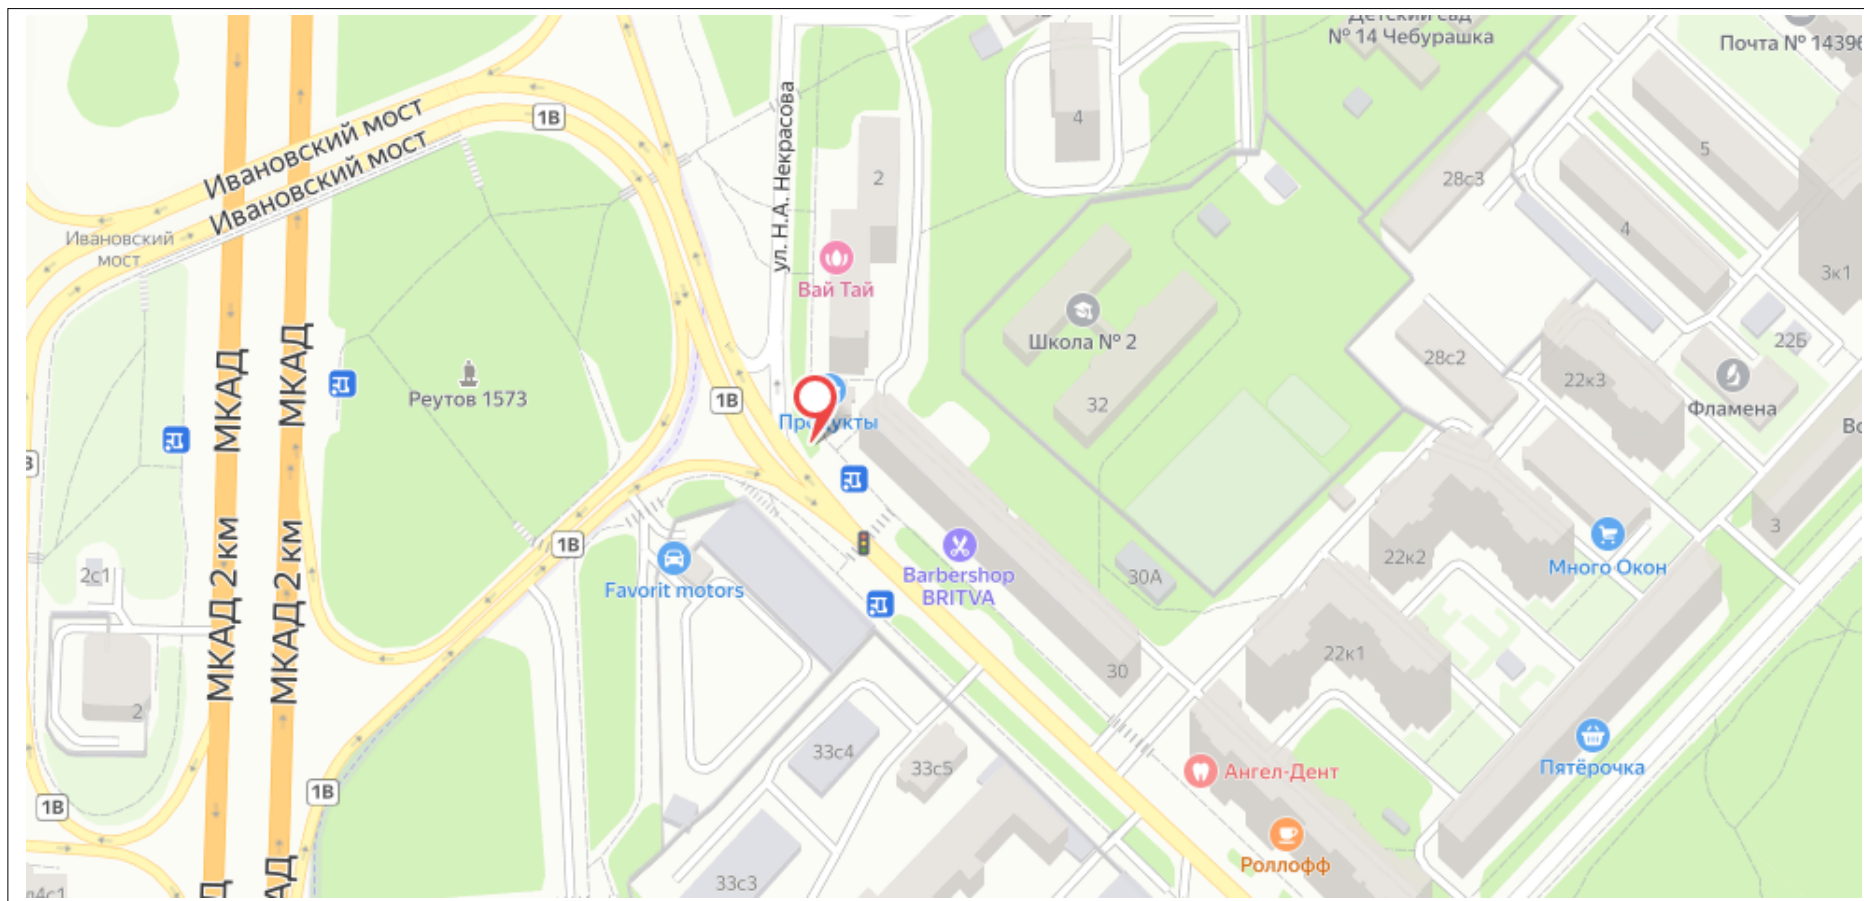 Детский сад
№ 14 Чебурашка
Почта № 14396
Ивановский мост
Ивановский мост
1В
ул. Н.А. Некрасова
4
5
2
28с3
4
Ивановский
мост
3к1
Вай Тай
Школа № 2
22Б
МКАД
МКАД
28с2
22к3
Реутов 1573
1В
32
Фламена
Продукты
Вс
МКАД 2 км
МКАД 2 км
1В
3
22к2
Много Окон
2с1
Favorit motors
Barbershop
BRITVA
30А
22к1
30
2
33с4
33с5
Ангел-Дент
Пятёрочка
1В
1В
Роллофф
33с3
МКАД